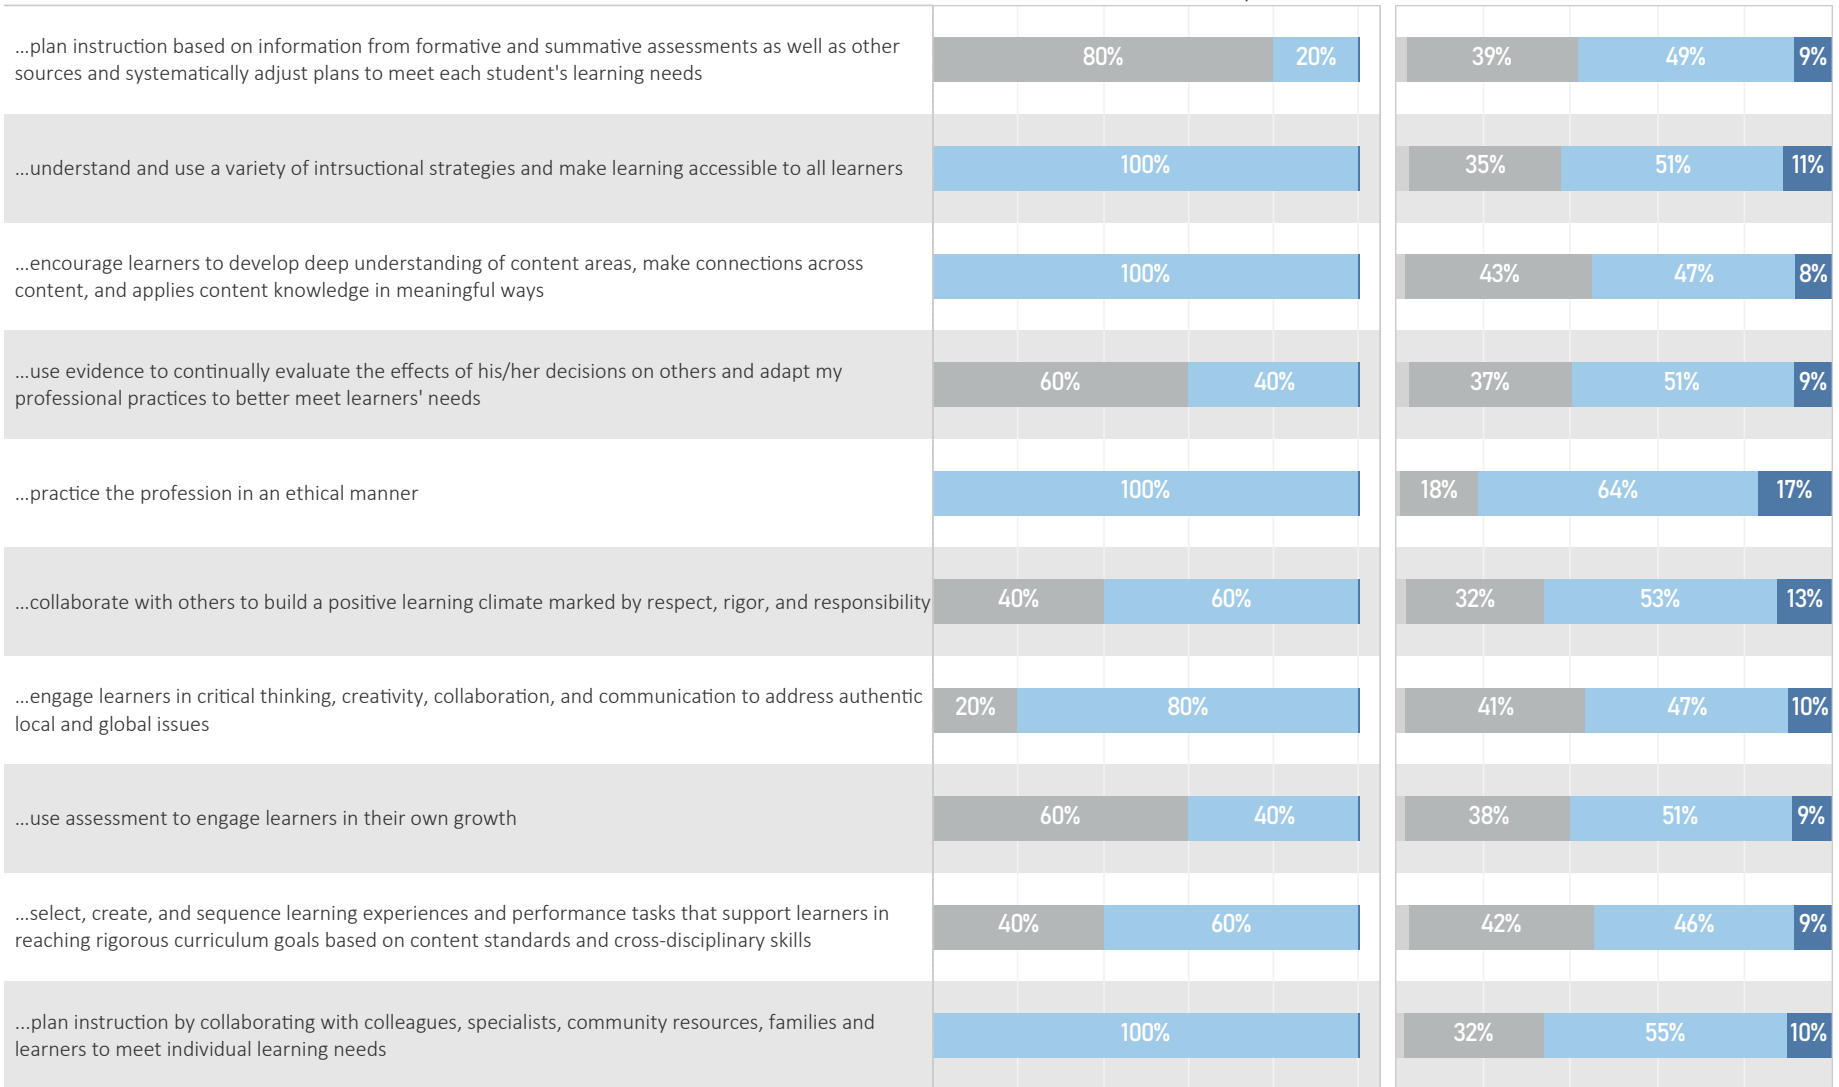 ...plan instruction based on information from formative and summative assessments as well as other
sources and systematically adjust plans to meet each student's learning needs
80% 20% 39% 49% 9%
...understand and use a variety of intrsuctional strategies and make learning accessible to all learners
100% 35% 51% 11%
...encourage learners to develop deep understanding of content areas, make connections across
content, and applies content knowledge in meaningful ways
100% 43% 47% 8%
...use evidence to continually evaluate the effects of his/her decisions on others and adapt my
professional practices to better meet learners' needs
60% 40% 37% 51% 9%
...practice the profession in an ethical manner
100% 18% 64% 17%
...collaborate with others to build a positive learning climate marked by respect, rigor, and responsibility
40% 60% 32% 53% 13%
...engage learners in critical thinking, creativity, collaboration, and communication to address authentic
local and global issues
20% 80% 41% 47% 10%
...use assessment to engage learners in their own growth
60% 40% 38% 51% 9%
...select, create, and sequence learning experiences and performance tasks that support learners in
reaching rigorous curriculum goals based on content standards and cross-disciplinary skills
40% 60% 42% 46% 9%
...plan instruction by collaborating with colleagues, specialists, community resources, families and
learners to meet individual learning needs
100% 32% 55% 10%